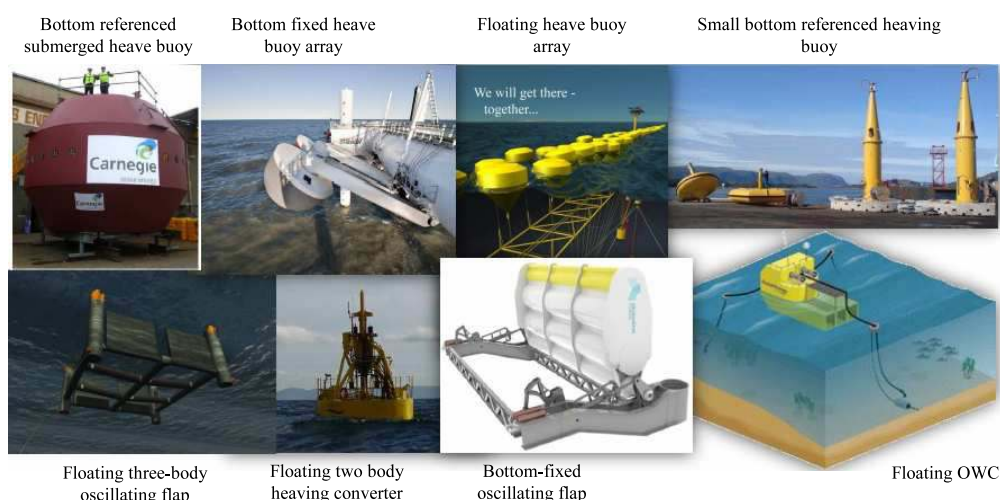 Bottom referenced
submerged heave buoy
Bottom fixed heave
buoy array
Floating heave buoy
array
Small bottom referenced heaving
buoy
We will get there -
together...
Carnegie
Carnegie
Floating three-body
oscillating flap
Floating two body
heaving converter
Bottom-fixed
oscillating flap
Floating OWC